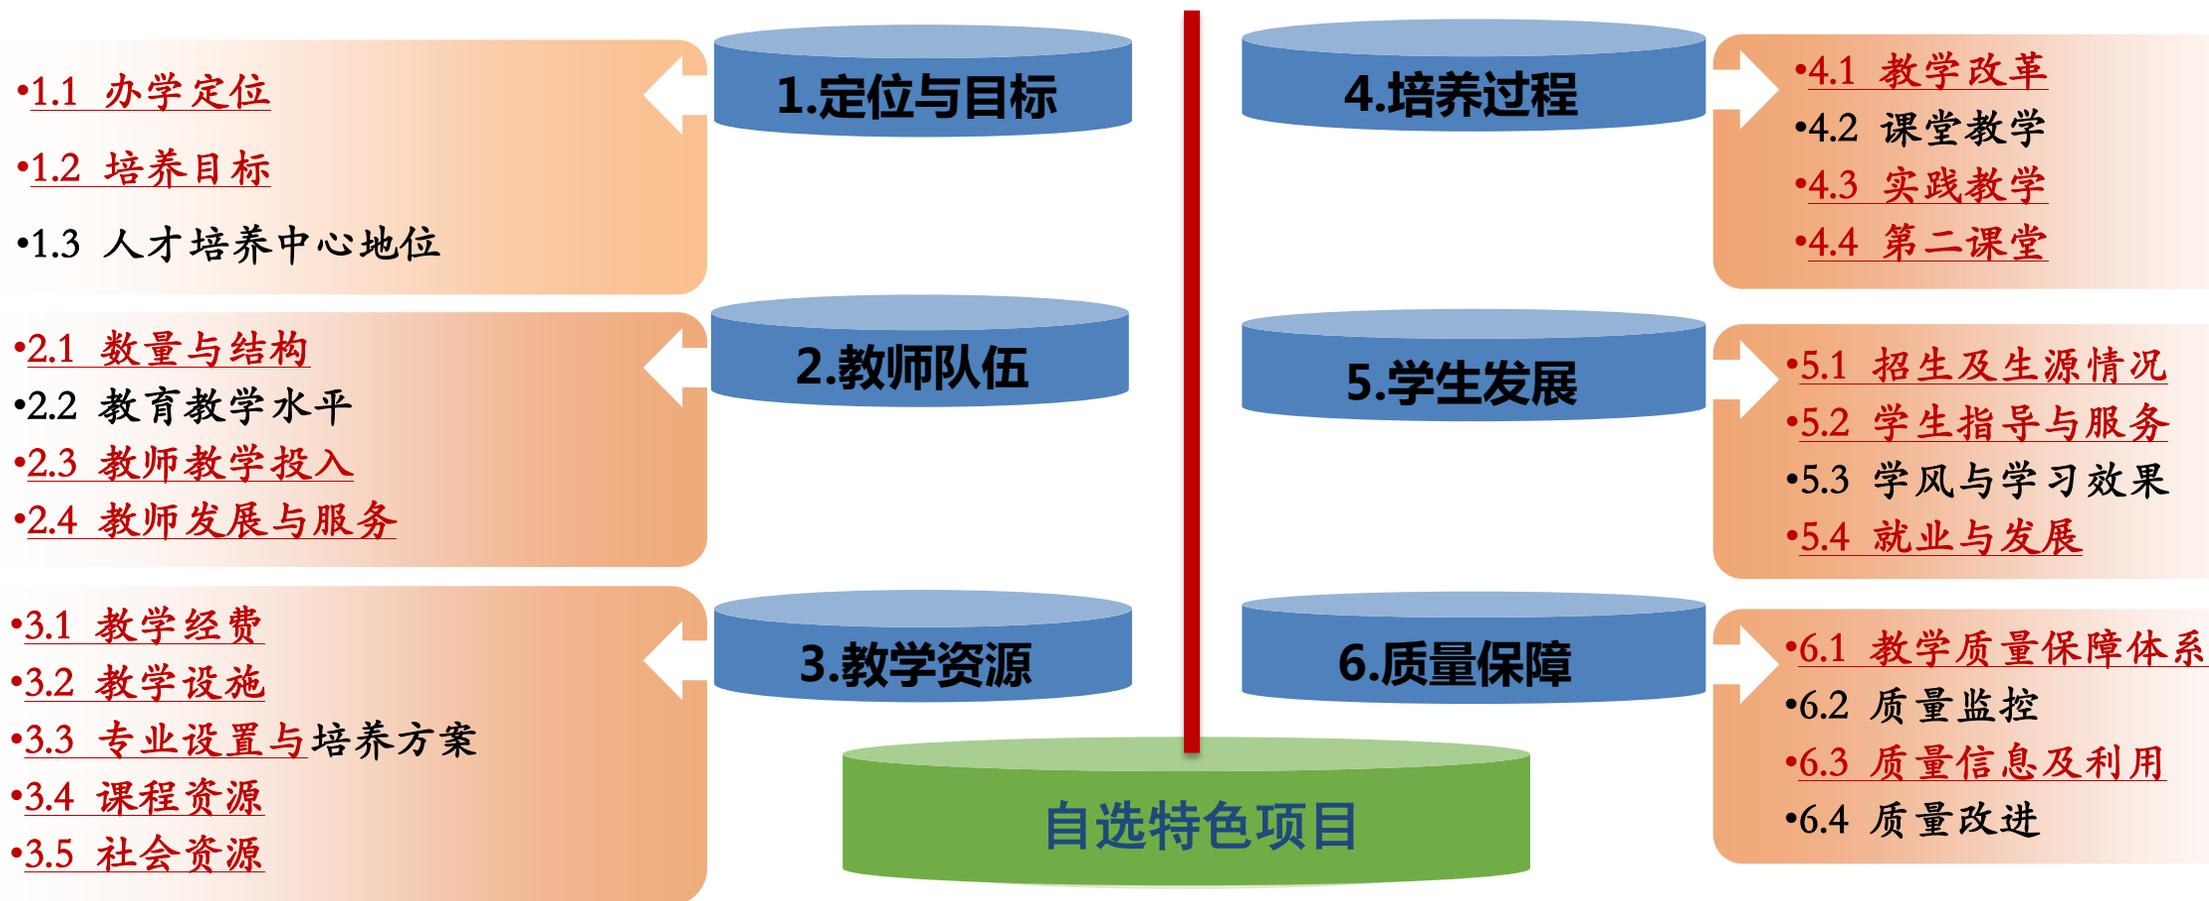 1.定位与目标
•1.1 办学定位
•1.2 培养目标
•1.3 人才培养中心地位
2.教师队伍
•2.1 数量与结构
•2.2 教育教学水平
•2.3 教师教学投入
•2.4 教师发展与服务
3.教学资源
•3.1 教学经费
•3.2 教学设施
•3.3 专业设置与培养方案
•3.4 课程资源
•3.5 社会资源
4.培养过程
•4.1 教学改革
•4.2 课堂教学
•4.3 实践教学
•4.4 第二课堂
5.学生发展
•5.1 招生及生源情况
•5.2 学生指导与服务
•5.3 学风与学习效果
•5.4 就业与发展
6.质量保障
•6.1 教学质量保障体系
•6.2 质量监控
•6.3 质量信息及利用
•6.4 质量改进
自选特色项目